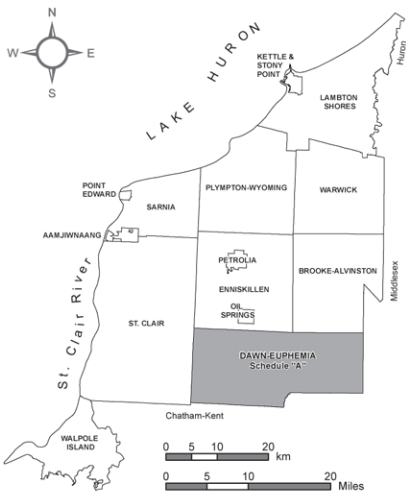 N
W
E
S
LAKE HURON
KETTLE &
STONY
POINT
Huron
LAMBTON
SHORES
POINT
EDWARD
SARNIA
PLYMPTON-WYOMING
WARWICK
AAMJIWNAANG
PETROLIA
ENNISKILLEN
OIL
SPRINGS
BROOKE-ALVINSTON
Middlesex
St. Clair River
ST. CLAIR
DAWN-EUPHEMIA
Schedule "A"
Chatham-Kent
WALPOLE
ISLAND
0 5 10 20 km
0 5 10 20 Miles